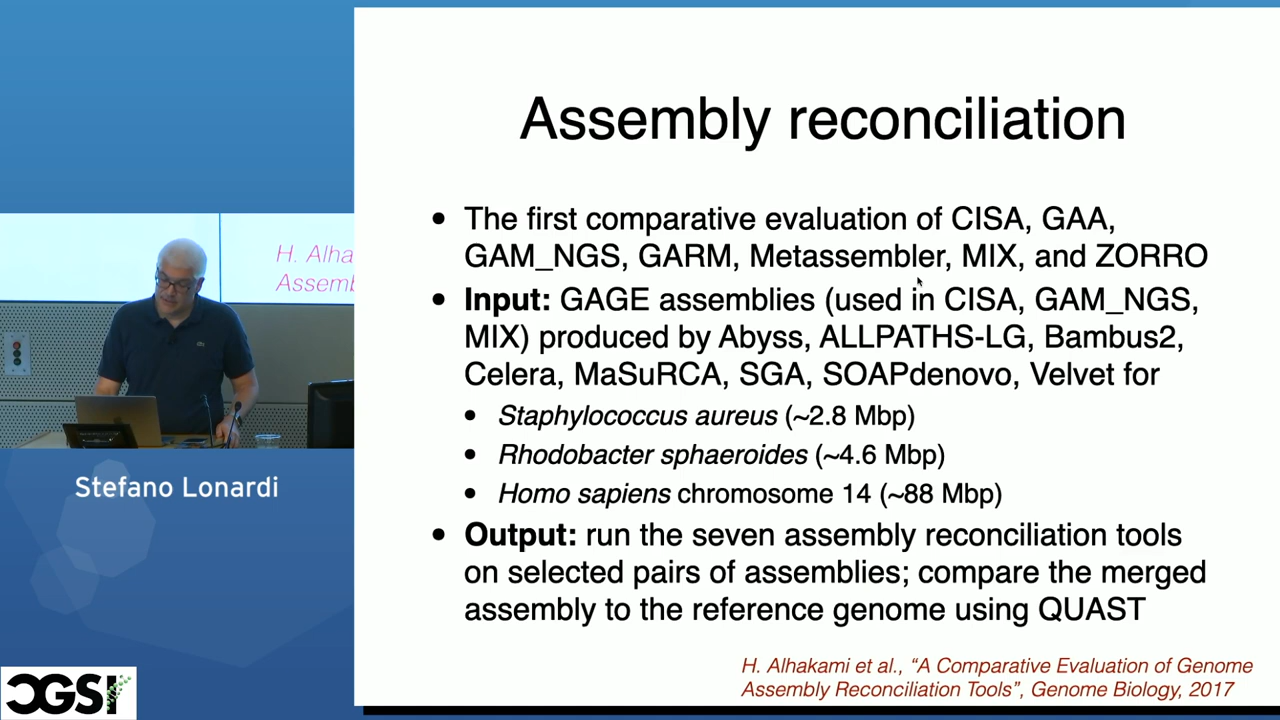 Assembly reconciliation
• The first comparative evaluation of CISA, GAA,
GAM_NGS, GARM, Metassembler, MIX, and ZORRO
• Input: GAGE assemblies (used in CISA, GAM_NGS,
MIX) produced by Abyss, ALLPATHS-LG, Bambus2,
Celera, MaSuRCA, SGA, SOAPdenovo, Velvet for
• Staphylococcus aureus (~2.8 Mbp)
• Rhodobacter sphaeroides (~4.6 Mbp)
• Homo sapiens chromosome 14 (~88 Mbp)
• Output: run the seven assembly reconciliation tools
on selected pairs of assemblies; compare the merged
assembly to the reference genome using QUAST
H. Alhakami et al., “A Comparative Evaluation of Genome
Assembly Reconciliation Tools”, Genome Biology, 2017
H. Alha
Assemb
Stefano Lonardi
CGSI